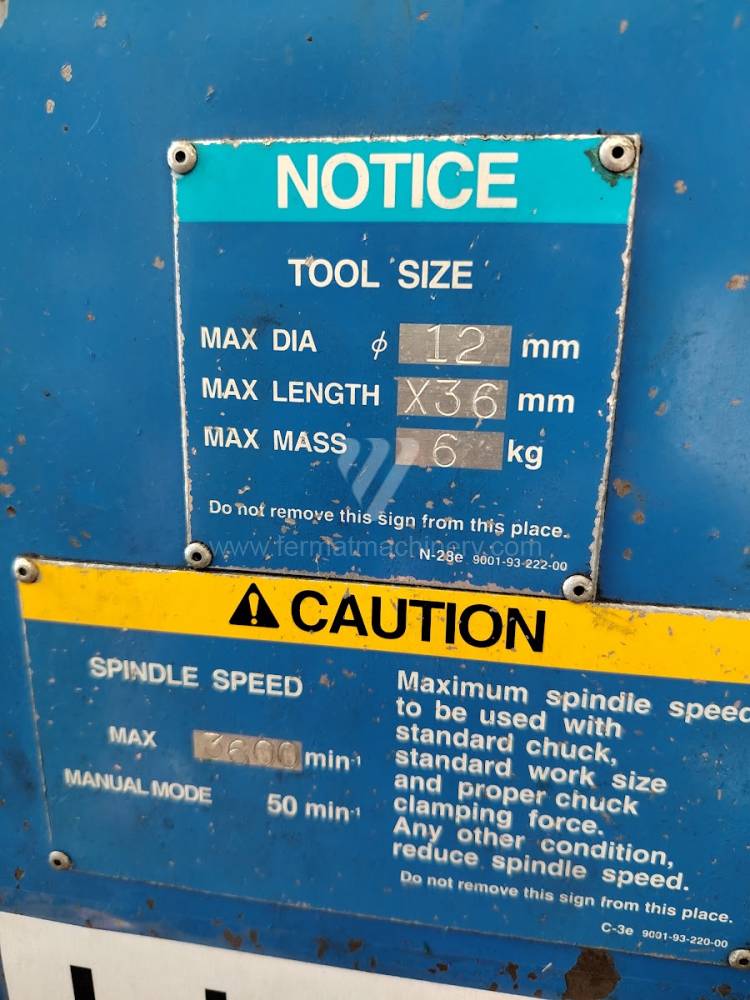 NOTICE
TOOL SIZE
MAX DIA ϕ 12 mm
MAX LENGTH X36 mm
MAX MASS 6 kg
Do not remove this sign from this place.
www.fermatmachinery.com
N-28e 9001-93-222-00
CAUTION
SPINDLE SPEED
MAX 3600 min-1
MANUAL MODE 50 min-1
Maximum spindle speed
to be used with
standard chuck,
standard work size
and proper chuck
clamping force.
Any other condition,
reduce spindle speed.
Do not remove this sign from this place.
C-3e 9001-93-220-00